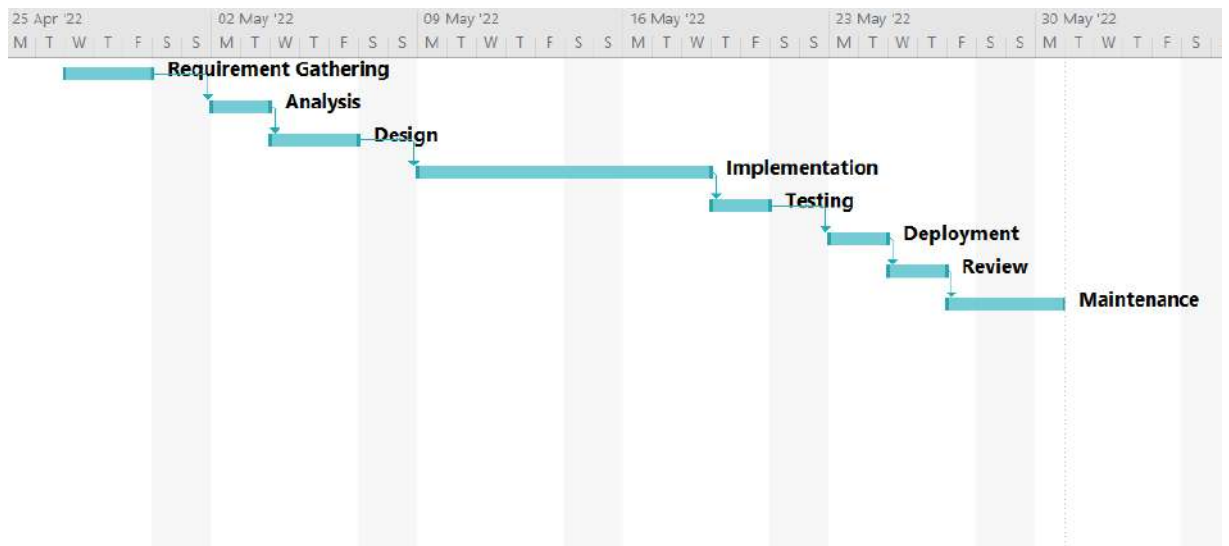 25 Apr '22 02 May '22 09 May '22 16 May '22 23 May '22 30 May '22
M T W T F S S M T W T F S S M T W T F S S M T W T F S S M T W T F S S M T W T F S
Requirement Gathering
Analysis
Design
Implementation
Testing
Deployment
Review
Maintenance